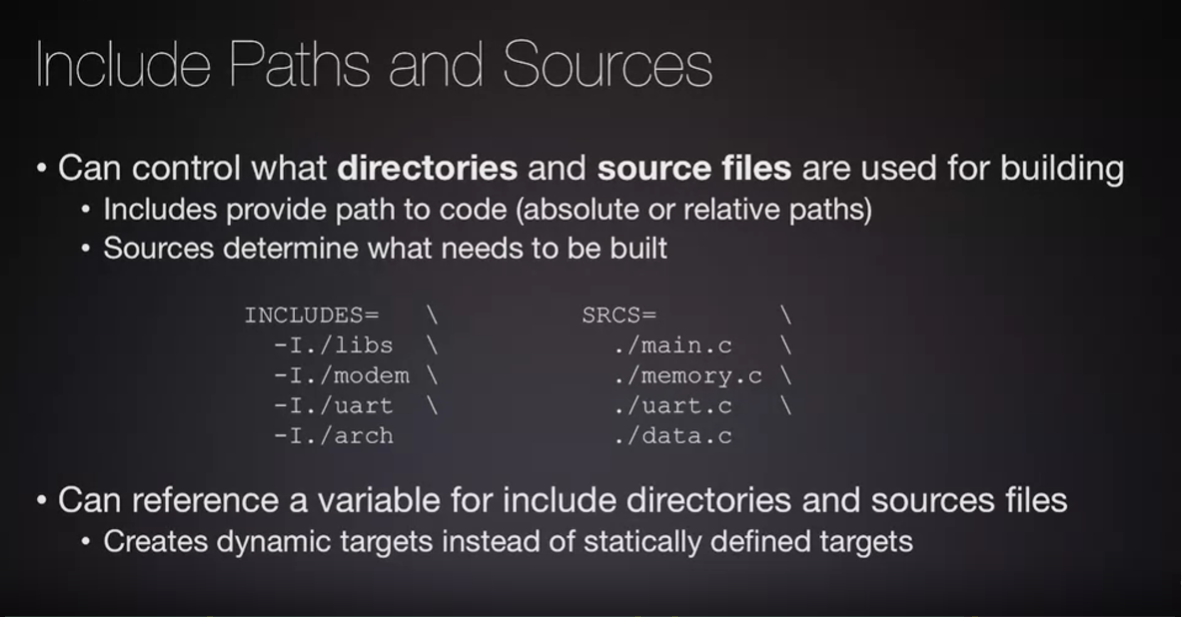 Include Paths and Sources
• Can control what directories and source files are used for building
• Includes provide path to code (absolute or relative paths)
• Sources determine what needs to be built
INCLUDES= \
-I./libs \
-I./modem \
-I./uart \
-I./arch
SRCS= \
./main.c \
./memory.c \
./uart.c \
./data.c
• Can reference a variable for include directories and sources files
• Creates dynamic targets instead of statically defined targets